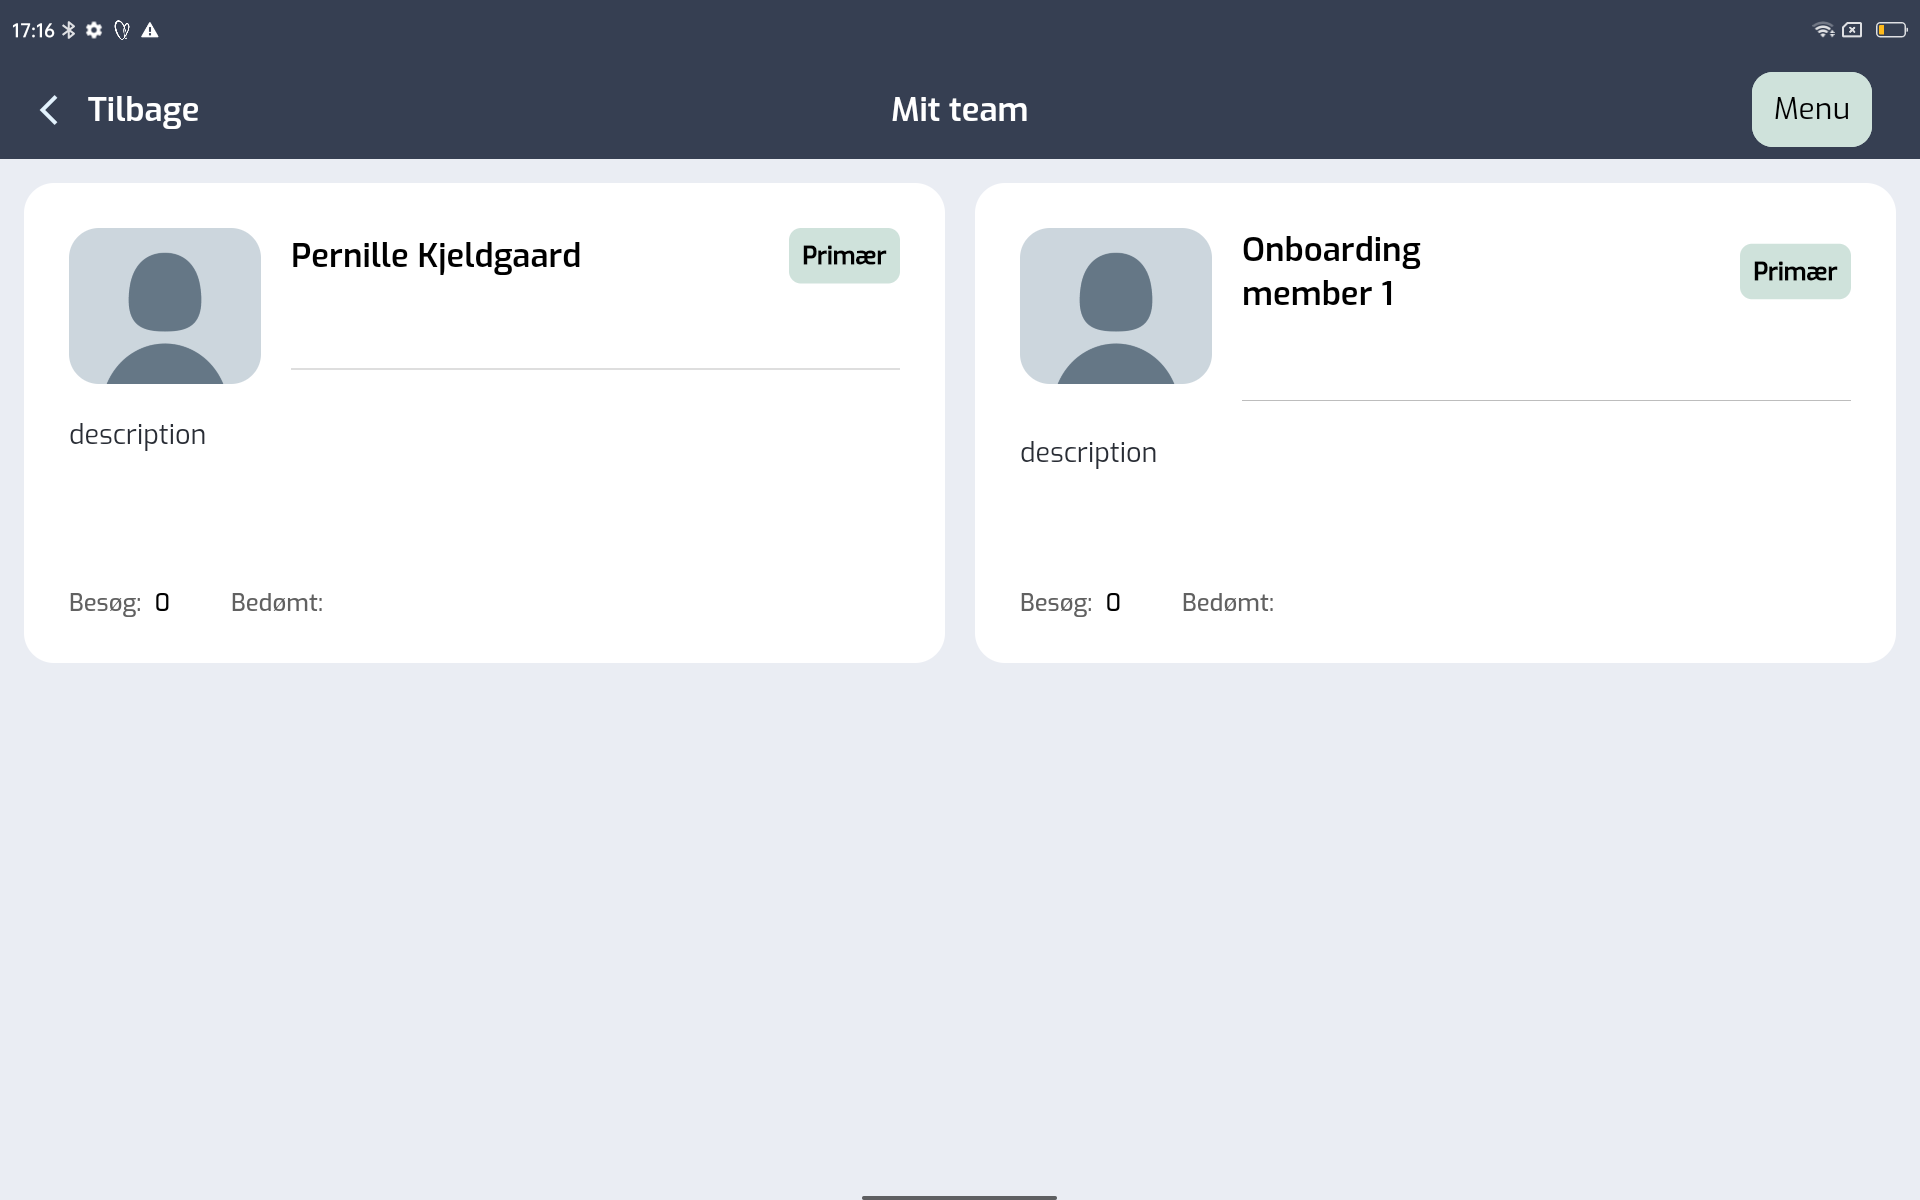 17:16
Tilbage
Mit team
Menu
Pernille Kjeldgaard
Primær
description
Besøg: 0
Bedømt:
Onboarding
member 1
Primær
description
Besøg: 0
Bedømt: